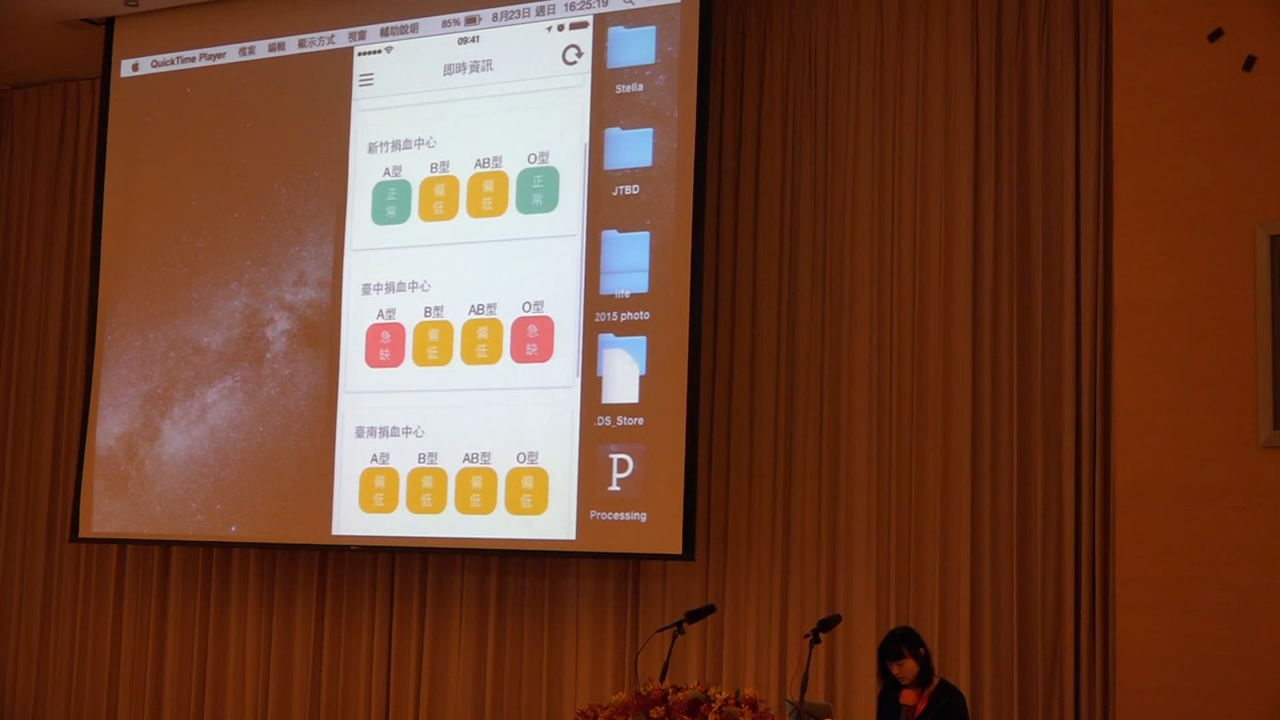 QuickTime Player 檔案 編輯 顯示方式 視窗 輔助說明 85% 8月23日 週日 16:25:19
09:41
即時資訊
新竹捐血中心
A型 B型 AB型 O型
正常 偏低 偏低 正常
臺中捐血中心
A型 B型 AB型 O型
急缺 偏低 偏低 急缺
臺南捐血中心
A型 B型 AB型 O型
偏低 偏低 偏低 偏低
Stella
JTBD
life
2015 photo
.DS_Store
P
Processing